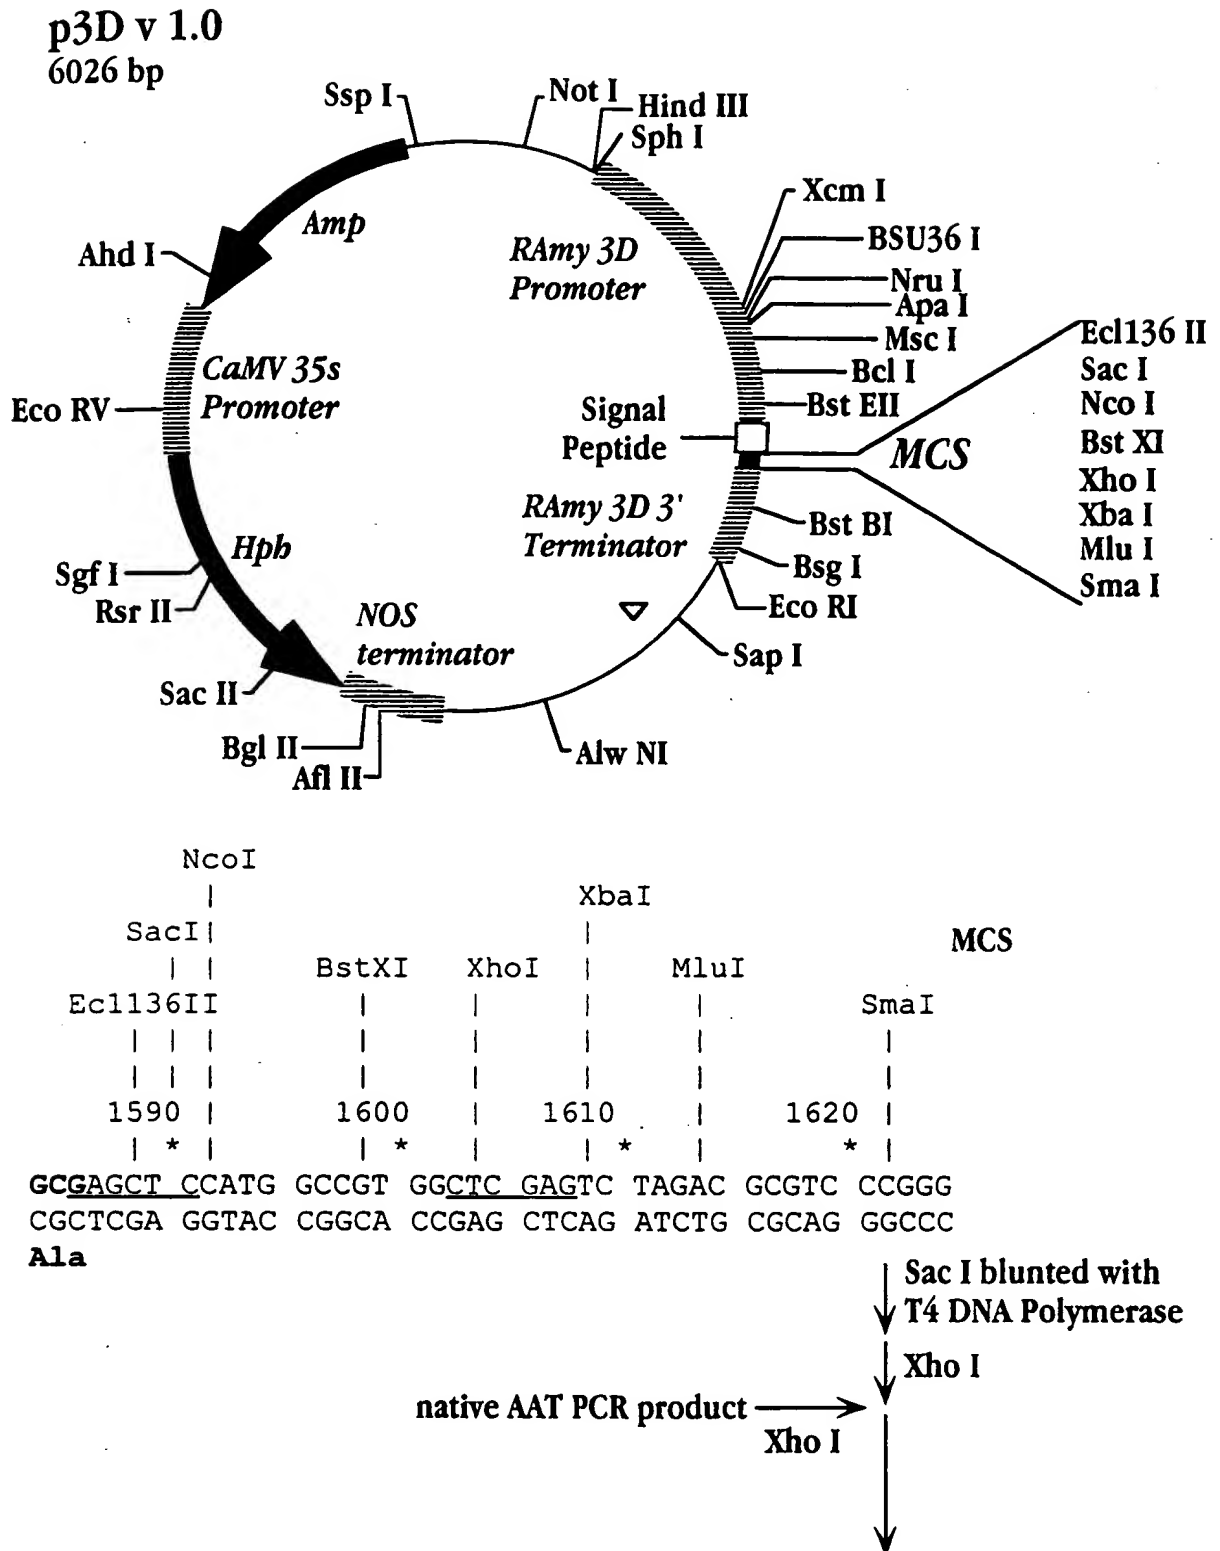 p3D v 1.0
6026 bp
Ssp I
Not I
Hind III
Sph I
Xcm I
BSU36 I
Nru I
Apa I
Msc I
Bcl I
Bst EII
Amp
Ahd I
RAmy 3D
Promoter
CaMV 35s
Promoter
Eco RV
Signal
Peptide
MCS
Ecl136 II
Sac I
Nco I
Bst XI
Xho I
Xba I
Mlu I
Sma I
RAmy 3D 3'
Terminator
Bst BI
Bsg I
Eco RI
Sap I
Hph
Sgf I
Rsr II
NOS
terminator
Sac II
Bgl II
Afl II
Alw NI
NcoI
XbaI
SacI
MCS
BstXI XhoI MluI
Ecl136II SmaI
1590 1600 1610 1620
* * * *
GCGAGCT CCATG GCCGT GGCTC GAGTC TAGAC GCGTC CCGGG
CGCTCGA GGTAC CGGCA CCGAG CTCAG ATCTG CGCAG GGCCC
Ala
Sac I blunted with
T4 DNA Polymerase
Xho I
native AAT PCR product
Xho I